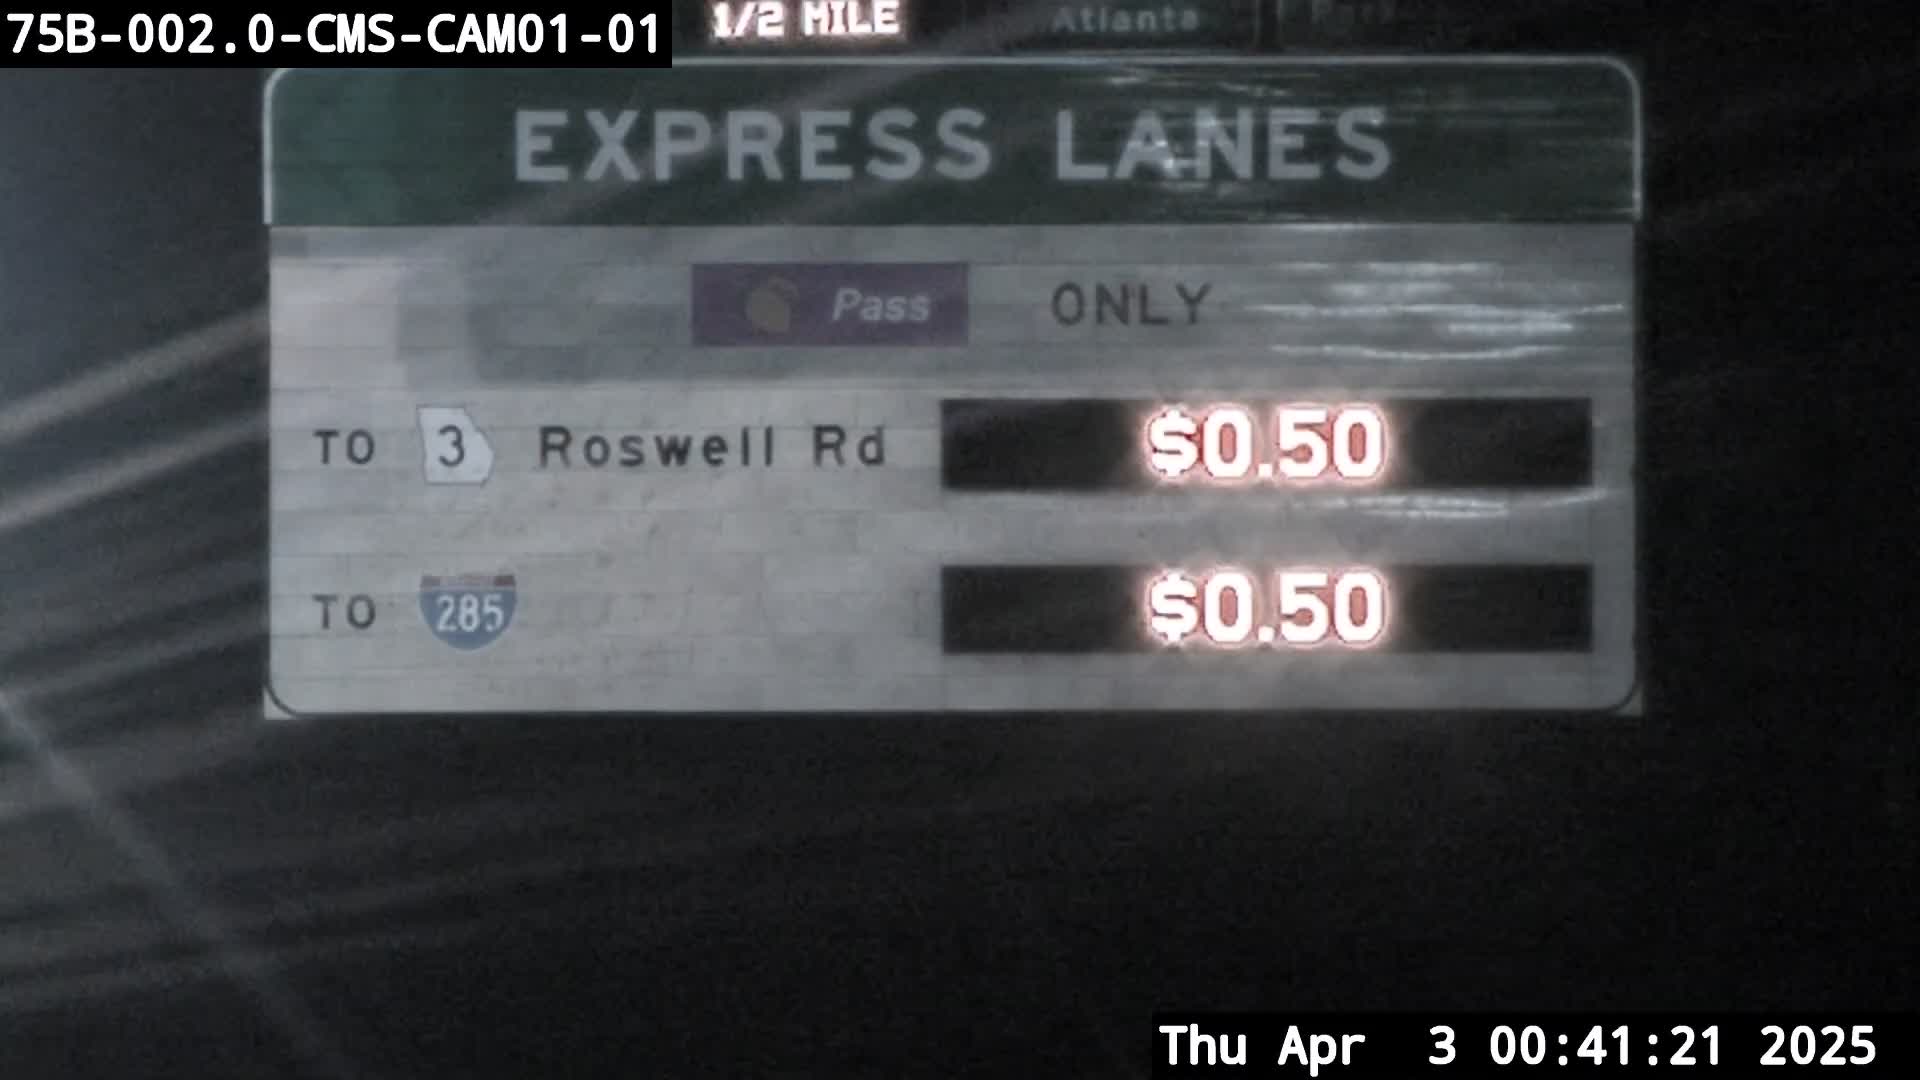 75B-002.0-CMS-CAM01-01
1/2 MILE
Atlanta
EXPRESS LANES
Pass ONLY
TO 3 Roswell Rd $0.50
TO 285 $0.50
Thu Apr 3 00:41:21 2025